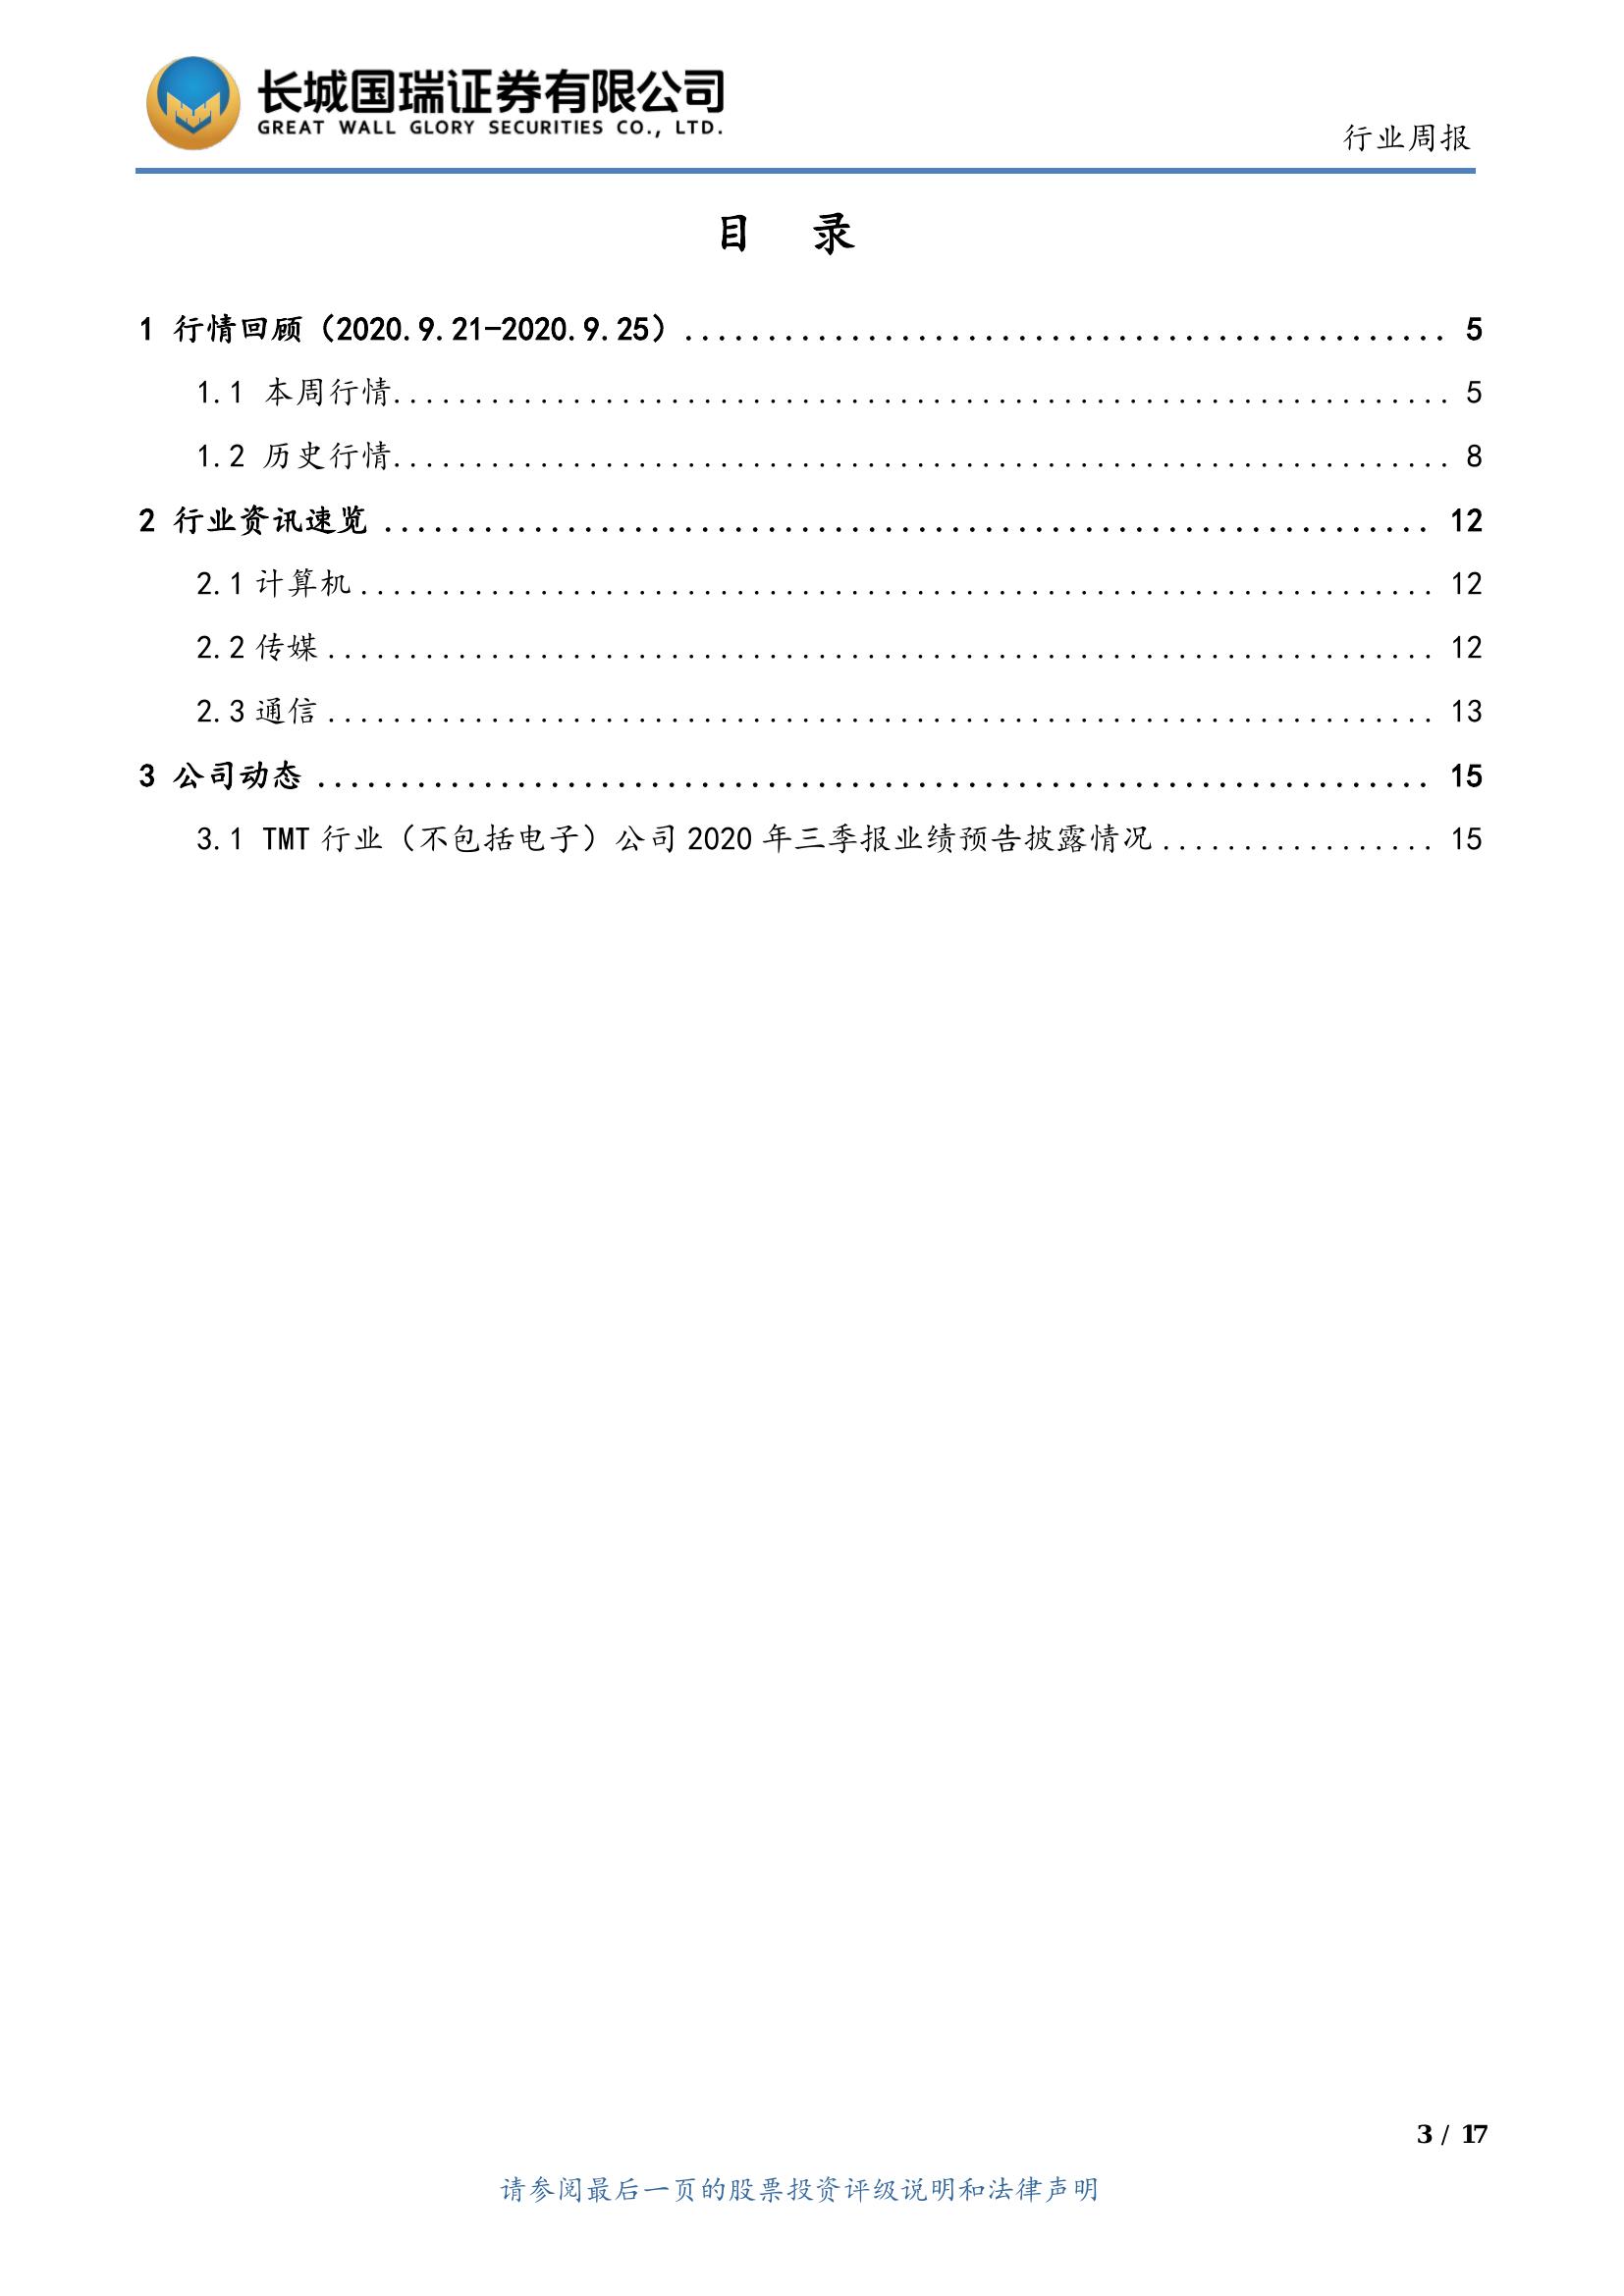 长城国瑞证券有限公司
GREAT WALL GLORY SECURITIES CO., LTD.
行业周报
目 录
1 行情回顾（2020.9.21-2020.9.25）.............................................. 5
1.1 本周行情................................................................. 5
1.2 历史行情................................................................. 8
2 行业资讯速览 ................................................................ 12
2.1 计算机.................................................................. 12
2.2 传媒.................................................................... 12
2.3 通信.................................................................... 13
3 公司动态 .................................................................... 15
3.1 TMT 行业（不包括电子）公司 2020 年三季报业绩预告披露情况................. 15
3 / 17
请参阅最后一页的股票投资评级说明和法律声明